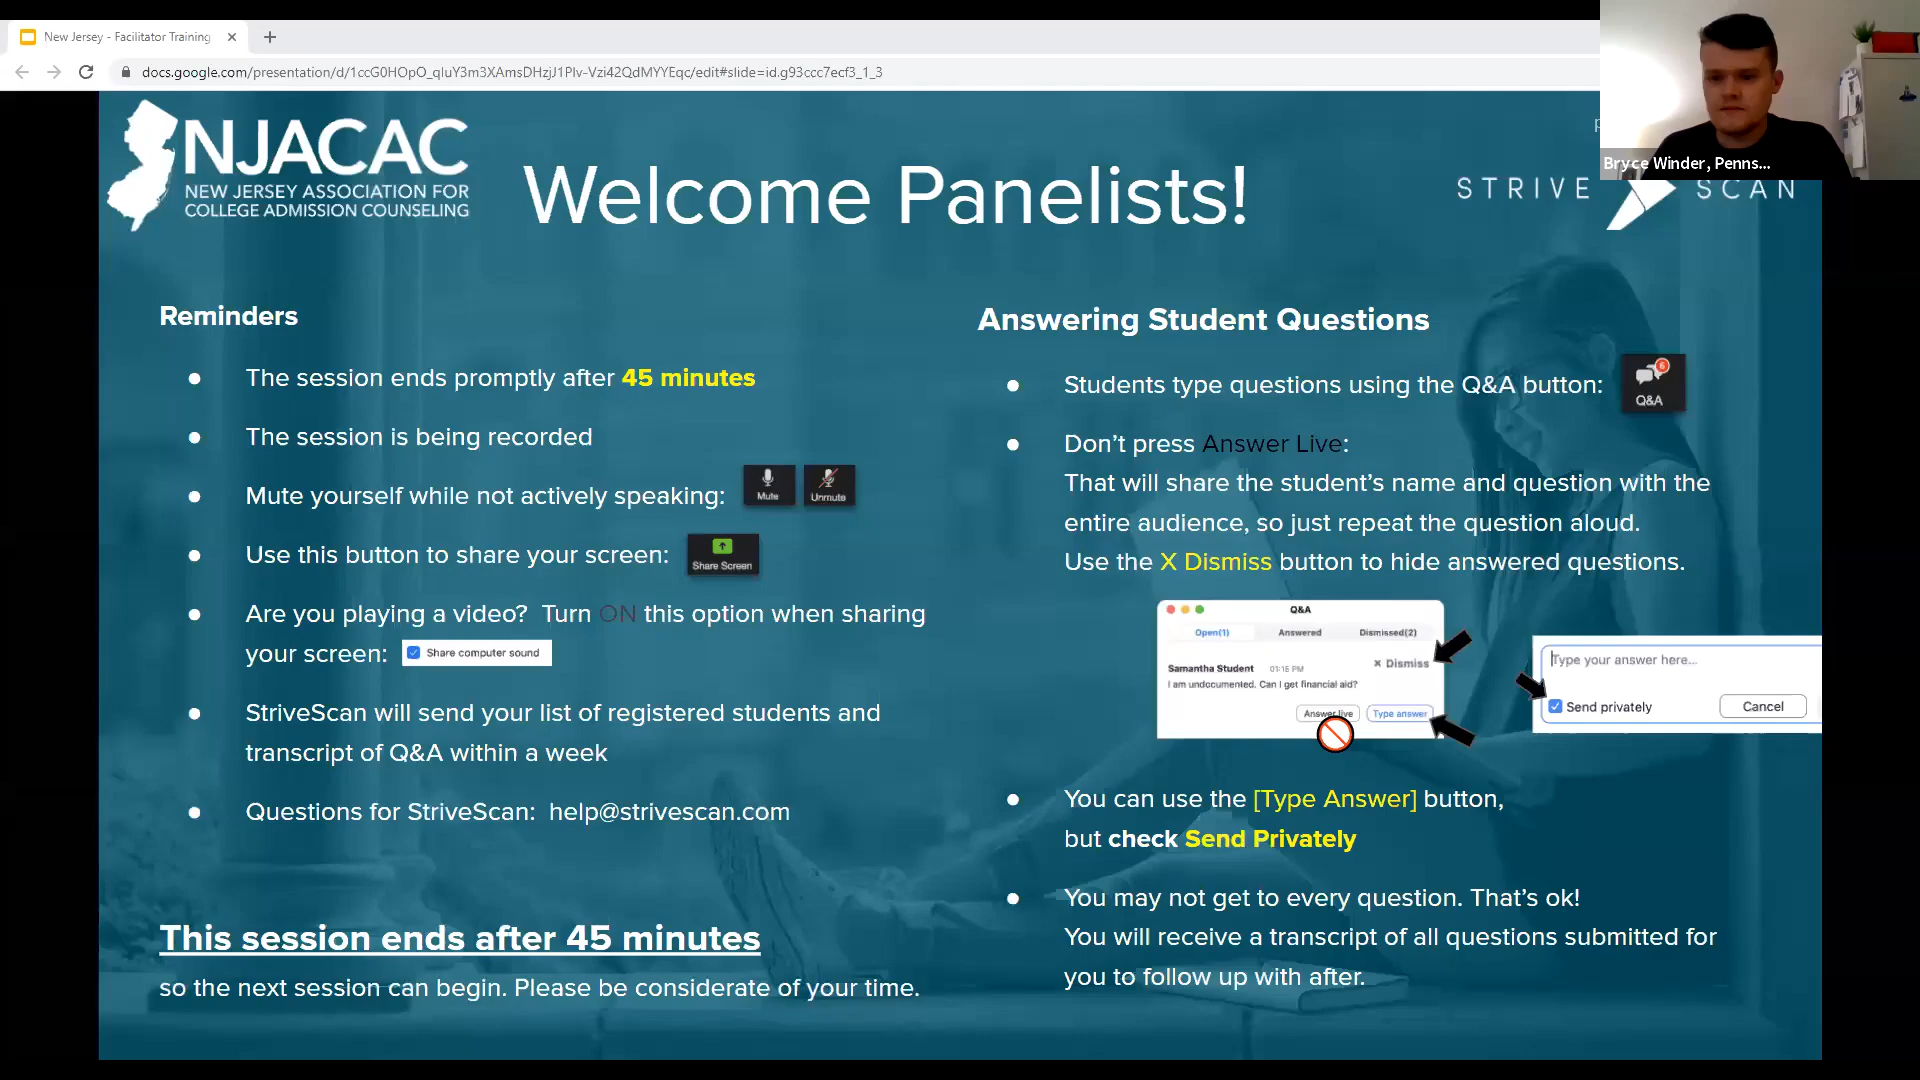 New Jersey - Facilitator Training
docs.google.com/presentation/d/1ccG0HOpO_qluY3m3XAmsDHzjJ1Plv-Vzi42QdMYYEqc/edit#slide=id.g93ccc7ecf3_1_3
Bryce Winder, Penns...
NJACAC
NEW JERSEY ASSOCIATION FOR
COLLEGE ADMISSION COUNSELING
Welcome Panelists!
STRIVE SCAN
Reminders
● The session ends promptly after 45 minutes
● The session is being recorded
● Mute yourself while not actively speaking: Mute Unmute
● Use this button to share your screen: Share Screen
● Are you playing a video? Turn ON this option when sharing
your screen: Share computer sound
● StriveScan will send your list of registered students and
transcript of Q&A within a week
● Questions for StriveScan: help@strivescan.com
This session ends after 45 minutes
so the next session can begin. Please be considerate of your time.
Answering Student Questions
● Students type questions using the Q&A button: 6 Q&A
● Don’t press Answer Live:
That will share the student’s name and question with the
entire audience, so just repeat the question aloud.
Use the X Dismiss button to hide answered questions.
Q&A
Open(1) Answered Dismissed(2)
Samantha Student 01:16 PM × Dismiss
I am undocumented. Can I get financial aid?
Answer live Type answer
Type your answer here...
Send privately Cancel
● You can use the [Type Answer] button,
but check Send Privately
● You may not get to every question. That’s ok!
You will receive a transcript of all questions submitted for
you to follow up with after.